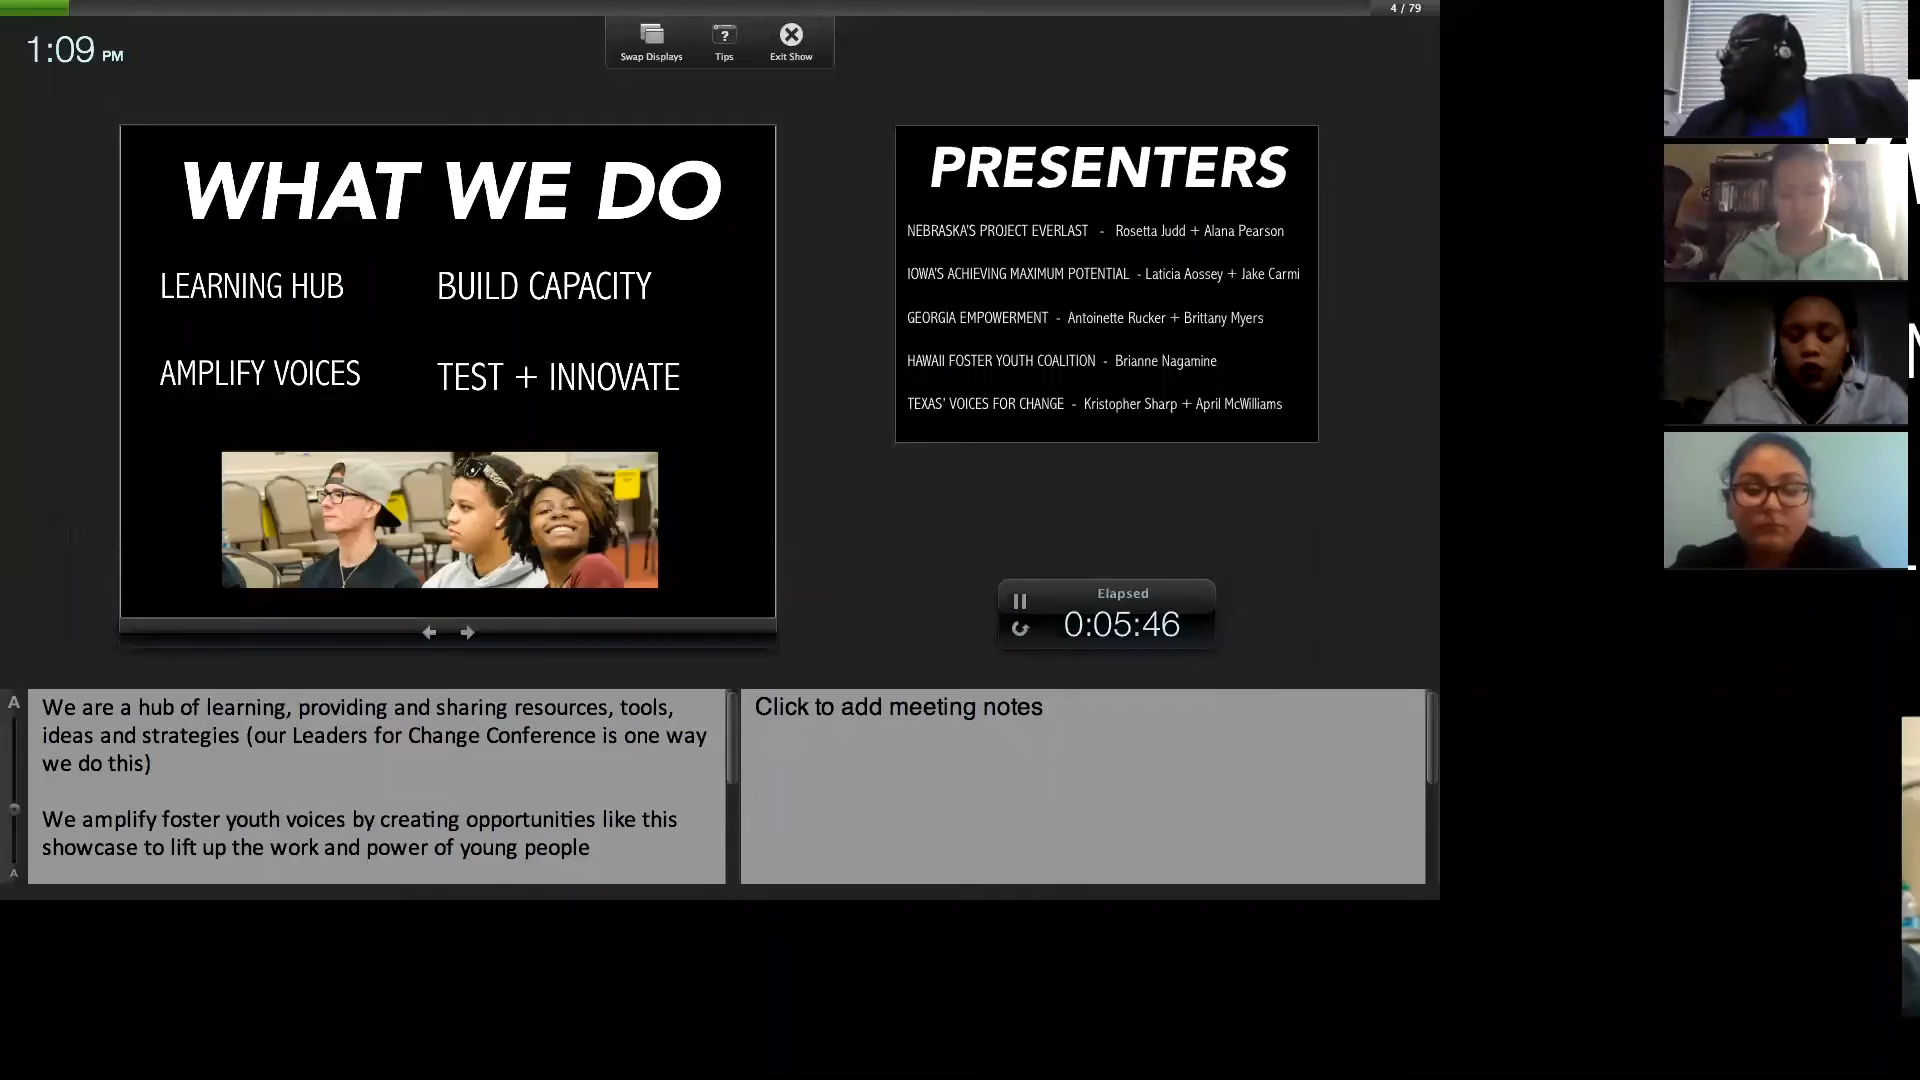 4 / 79
1:09 PM
Swap Displays
Tips
Exit Show
WHAT WE DO
LEARNING HUB
BUILD CAPACITY
AMPLIFY VOICES
TEST + INNOVATE
PRESENTERS
NEBRASKA'S PROJECT EVERLAST - Rosetta Judd + Alana Pearson
IOWA'S ACHIEVING MAXIMUM POTENTIAL - Laticia Aossey + Jake Carmi
GEORGIA EMPOWERMENT - Antoinette Rucker + Brittany Myers
HAWAII FOSTER YOUTH COALITION - Brianne Nagamine
TEXAS' VOICES FOR CHANGE - Kristopher Sharp + April McWilliams
Elapsed
0:05:46
A
A
We are a hub of learning, providing and sharing resources, tools,
ideas and strategies (our Leaders for Change Conference is one way
we do this)
We amplify foster youth voices by creating opportunities like this
showcase to lift up the work and power of young people
Click to add meeting notes